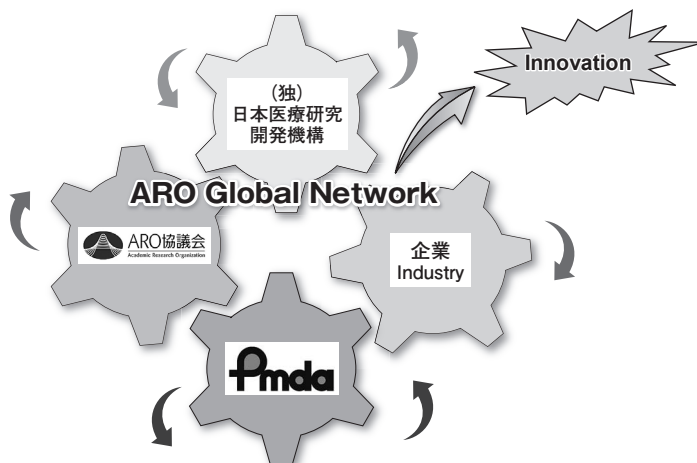 Innovation
（独）
日本医療研究
開発機構
ARO Global Network
ARO協議会
Academic Research Organization
企業
Industry
Pmda